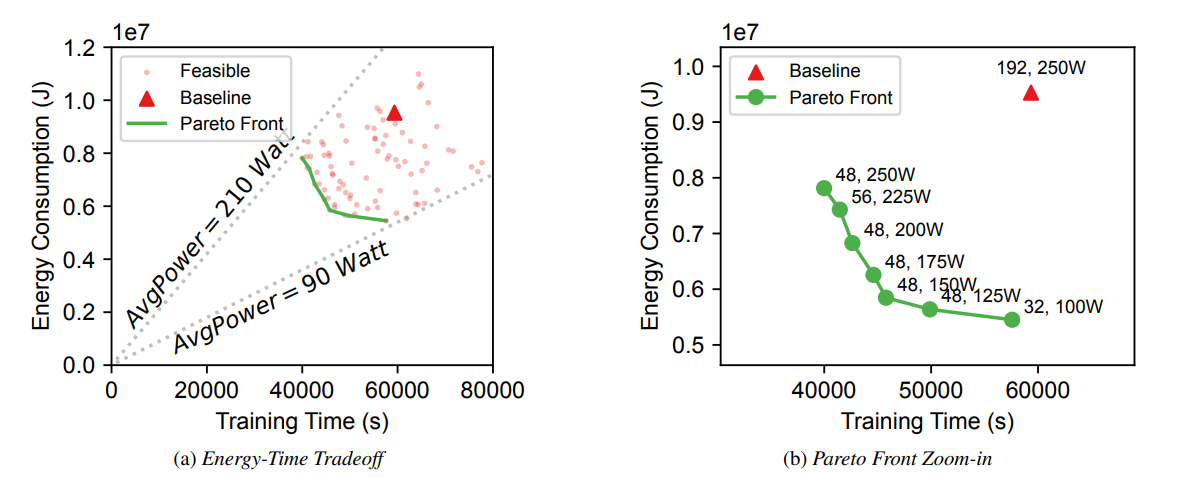 1e7
Energy Consumption (J)
1.2
1.0
0.8
0.6
0.4
0.2
0.0
Feasible
Baseline
Pareto Front
AvgPower = 210 Watt
AvgPower = 90 Watt
0 20000 40000 60000 80000
Training Time (s)
(a) Energy-Time Tradeoff
1e7
Energy Consumption (J)
1.0
0.9
0.8
0.7
0.6
0.5
Baseline
Pareto Front
192, 250W
48, 250W
56, 225W
48, 200W
48, 175W
48, 150W
48, 125W
32, 100W
40000 50000 60000
Training Time (s)
(b) Pareto Front Zoom-in